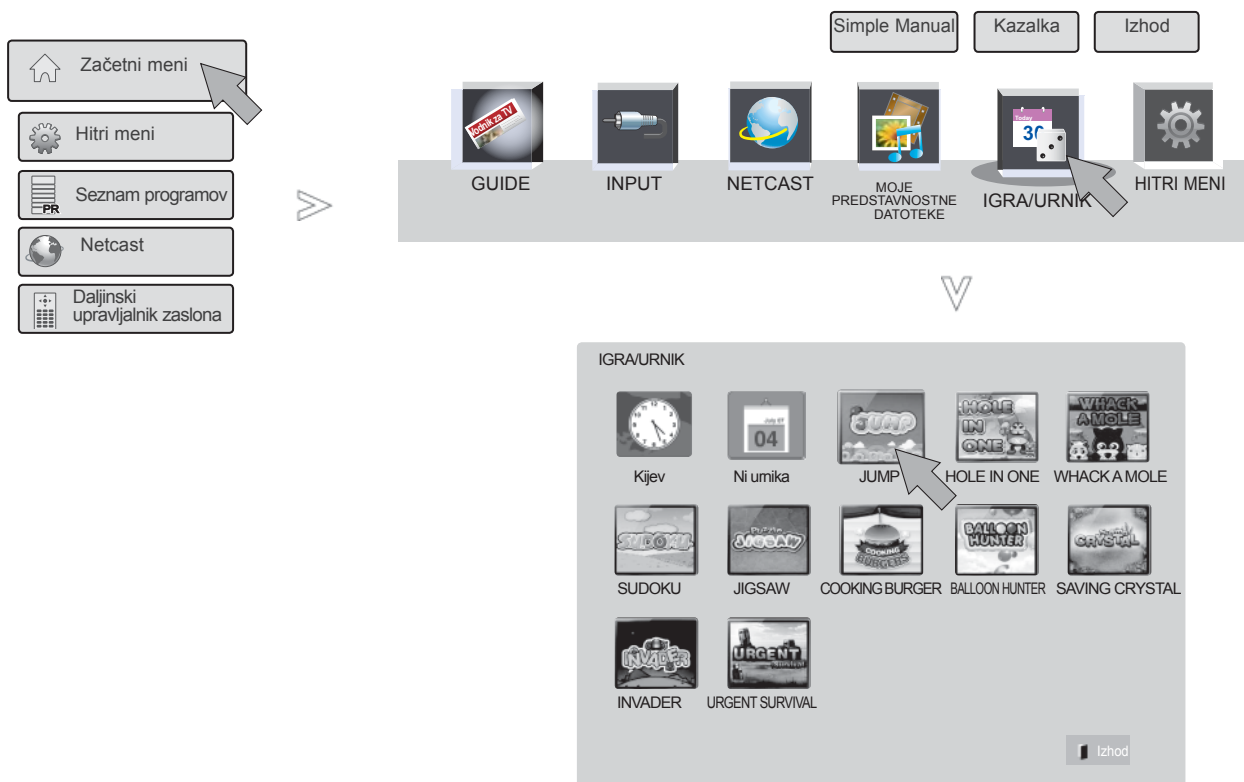 Simple Manual
Kazalka
Izhod
Začetni meni
Hitri meni
PR
Seznam programov
Netcast
Daljinski
upravljalnik zaslona
Vodnik za TV
Today
30
GUIDE
INPUT
NETCAST
MOJE
PREDSTAVNOSTNE
DATOTEKE
IGRA/URNIK
HITRI MENI
IGRA/URNIK
July
04
JUMP
HOLE
IN
ONE
WHACK
A MOLE
Kijev
Ni urnika
JUMP
HOLE IN ONE
WHACK A MOLE
SUDOKU
Puzzle
JIGSAW
COOKING
BURGERS
BALLOON
HUNTER
CRYSTAL
SUDOKU
JIGSAW
COOKING BURGER
BALLOON HUNTER
SAVING CRYSTAL
INVADER
URGENT
Survival
INVADER
URGENT SURVIVAL
Izhod